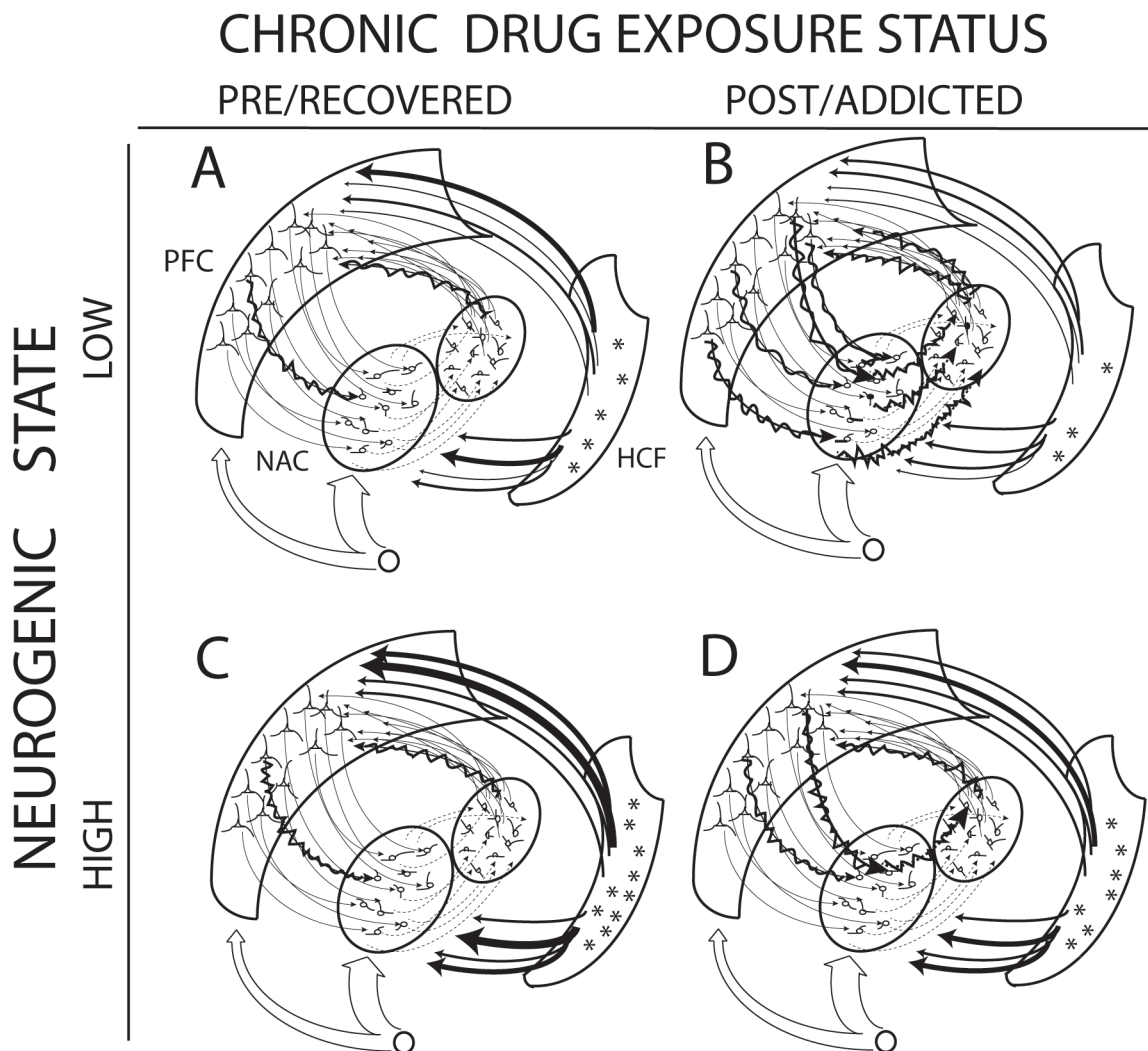 CHRONIC DRUG EXPOSURE STATUS
PRE/RECOVERED
POST/ADDICTED
NEUROGENIC STATE
LOW
HIGH
A
PFC
NAC
HCF
B
C
D